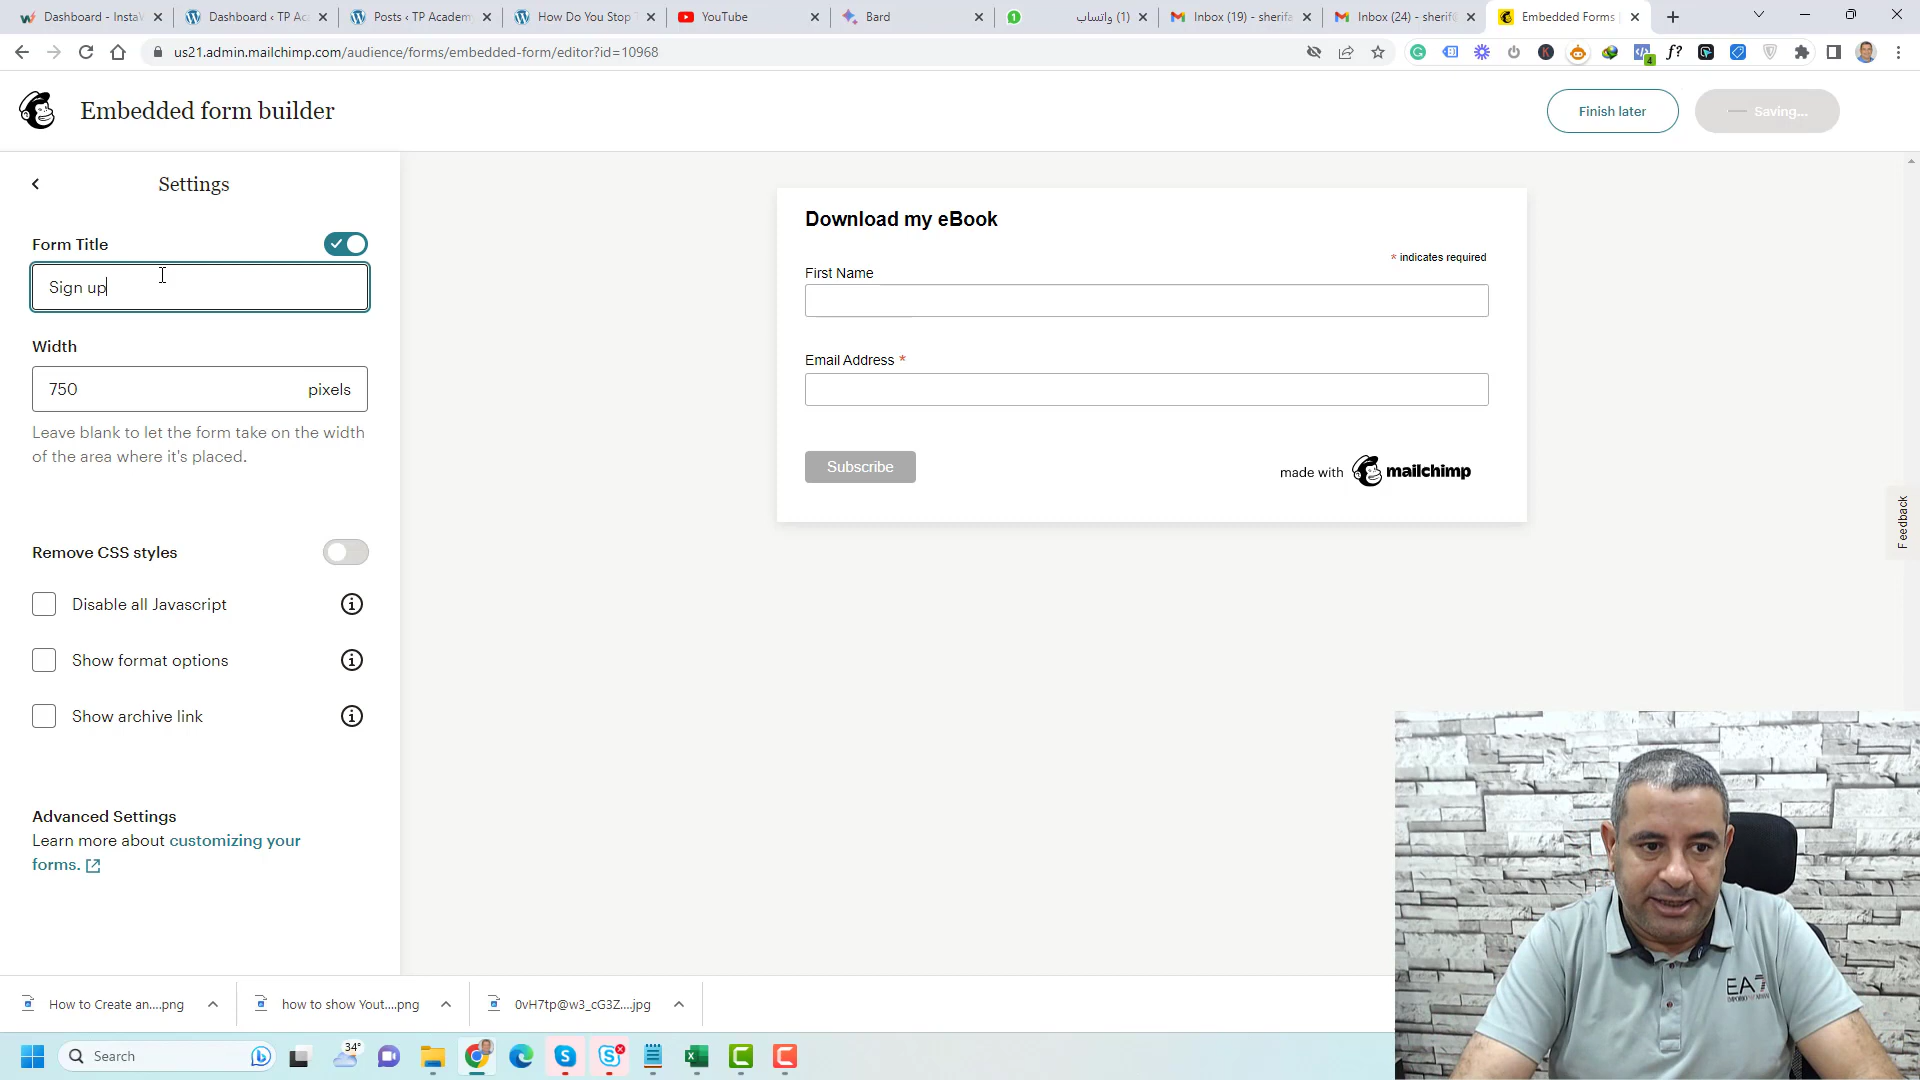 Dashboard - InstaW
Dashboard ‹ TP Ac
Posts ‹ TP Academ
How Do You Stop T
YouTube
Bard
(1) واتساب
Inbox (19) - sherifa
Inbox (24) - sherif@
Embedded Forms |
us21.admin.mailchimp.com/audience/forms/embedded-form/editor?id=10968
4
Embedded form builder
Finish later
Saving...
Settings
Form Title
Sign up
Width
750 pixels
Leave blank to let the form take on the width
of the area where it's placed.
Remove CSS styles
Disable all Javascript
Show format options
Show archive link
Advanced Settings
Learn more about customizing your
forms.
Download my eBook
* indicates required
First Name
Email Address *
Subscribe
made with mailchimp
Feedback
EA7
How to Create an....png
how to show Yout....png
0vH7tp@w3_cG3Z....jpg
Search
34°